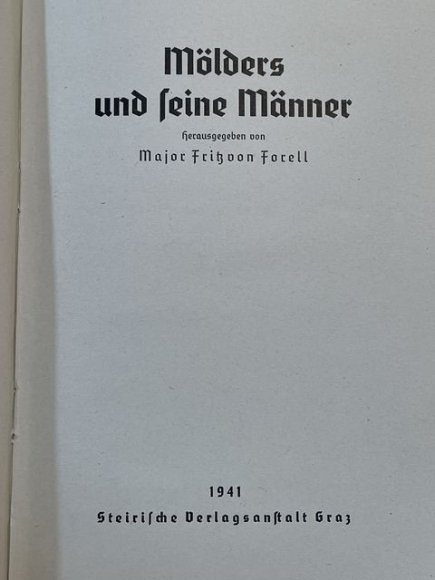 Mölders
und ſeine Männer
Herausgegeben von
Major Fritz von Forell
1941
Steiriſche Verlagsanſtalt Graz